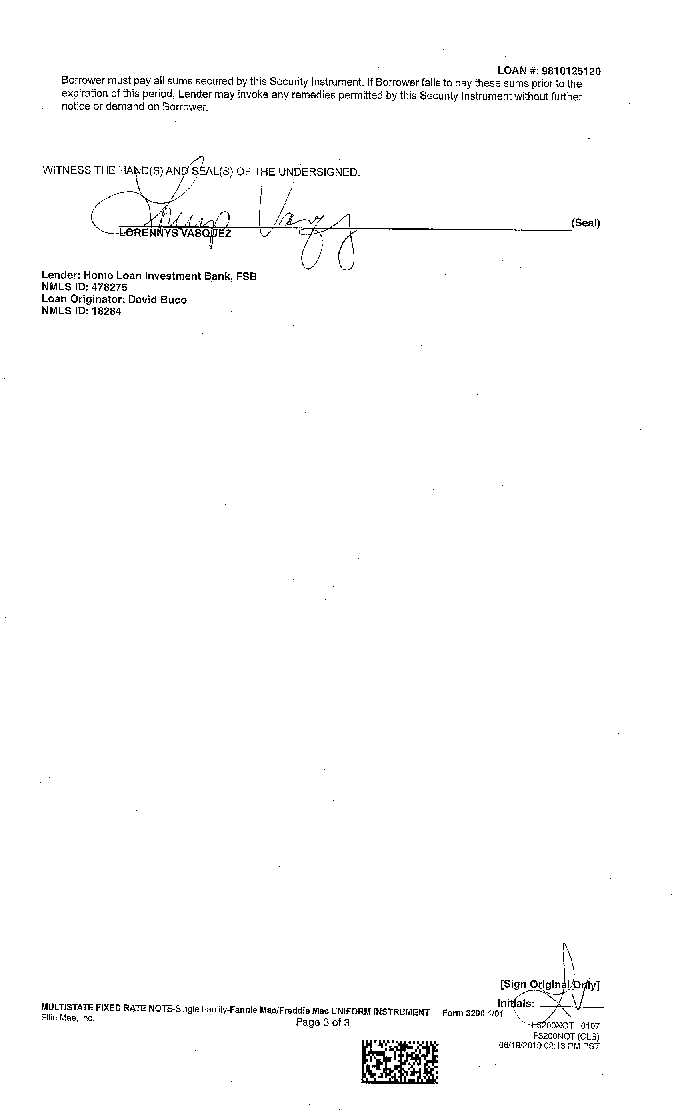 LOAN #: 9810125120
Borrower must pay all sums secured by this Security Instrument. If Borrower fails to pay these sums prior to the
expiration of this period, Lender may invoke any remedies permitted by this Security Instrument without further
notice or demand on Borrower.
WITNESS THE HAND(S) AND SEAL(S) OF THE UNDERSIGNED.
(Seal)
LORENNYS VASQUEZ
Lender: Home Loan Investment Bank, FSB
NMLS ID: 478275
Loan Originator: David Buco
NMLS ID: 18284
[Sign Original Only]
Initials:
MULTISTATE FIXED RATE NOTE-Single Family-Fannie Mae/Freddie Mac UNIFORM INSTRUMENT Form 3200 1/01
Ellie Mae, Inc.
Page 3 of 3
F3200NOT 0107
F3200NOT (CLS)
06/19/2019 02:13 PM PST